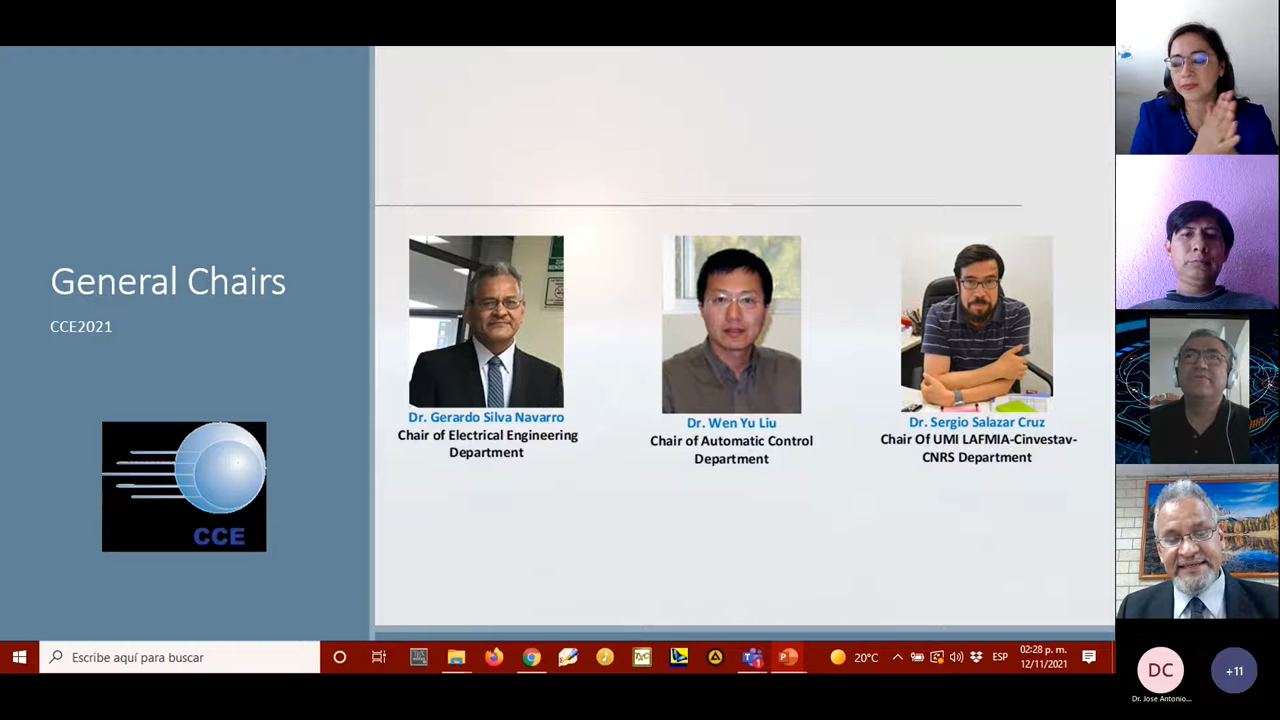 General Chairs
CCE2021
CCE
Dr. Gerardo Silva Navarro
Chair of Electrical Engineering
Department
Dr. Wen Yu Liu
Chair of Automatic Control
Department
Dr. Sergio Salazar Cruz
Chair Of UMI LAFMIA-Cinvestav-
CNRS Department
Escribe aquí para buscar
20°C
ESP
02:28 p. m.
12/11/2021
DC
+11
Dr. Jose Antonio...